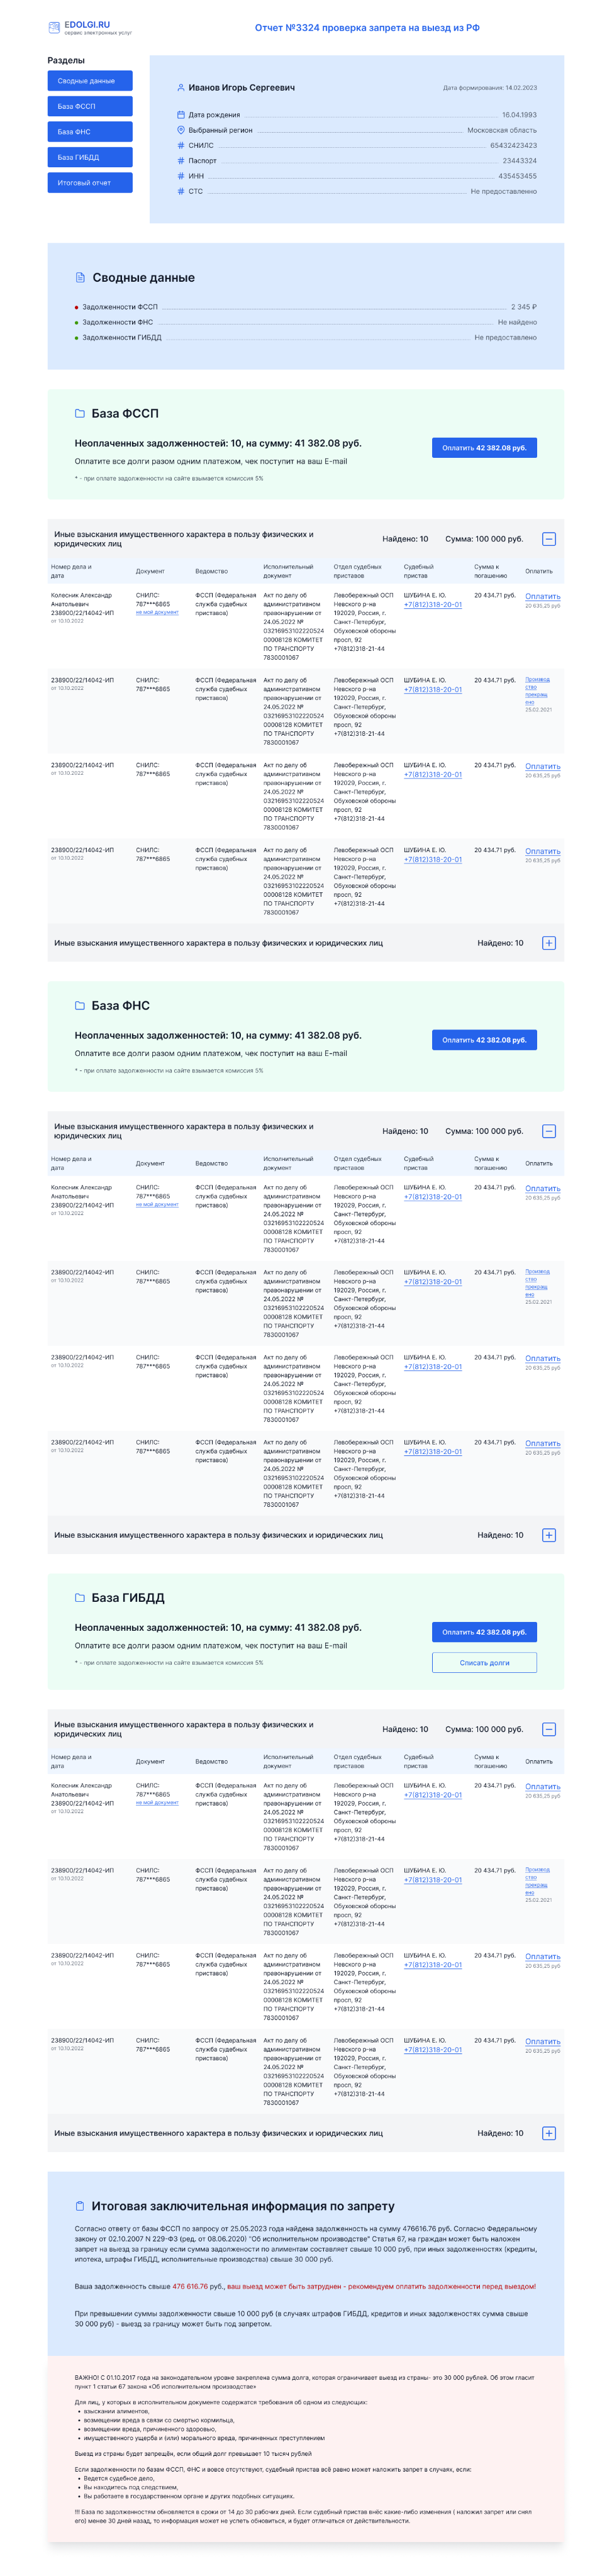 EDOLGI.RU
сервис электронных услуг
Отчет №3324 проверка запрета на выезд из РФ
Разделы
Сводные данные
База ФССП
База ФНС
База ГИБДД
Итоговый отчет
Иванов Игорь Сергеевич
Дата формирования: 14.02.2023
Дата рождения 16.04.1993
Выбранный регион Московская область
СНИЛС 65432423423
Паспорт 23443324
ИНН 435453455
СТС Не предоставленно
Сводные данные
Задолженности ФССП 2 345 ₽
Задолженности ФНС Не найдено
Задолженности ГИБДД Не предоставлено
База ФССП
Неоплаченных задолженностей: 10, на сумму: 41 382.08 руб.
Оплатите все долги разом одним платежом, чек поступит на ваш E-mail
* - при оплате задолженности на сайте взымается комиссия 5%
Оплатить 42 382.08 руб.
Иные взыскания имущественного характера в пользу физических и
юридических лиц
Найдено: 10
Сумма: 100 000 руб.
Номер дела и
дата
Документ
Ведомство
Исполнительный
документ
Отдел судебных
приставов
Судебный
пристав
Сумма к
погашению
Оплатить
Колесник Александр
Анатольевич
238900/22/14042-ИП
от 10.10.2022
СНИЛС:
787***6865
не мой документ
ФССП (Федеральная
служба судебных
приставов)
Акт по делу об
административном
правонарушении от
24.05.2022 №
03216953102220524
00008128 КОМИТЕТ
ПО ТРАНСПОРТУ
7830001067
Левобережный ОСП
Невского р-на
192029, Россия, г.
Санкт-Петербург,
Обуховской обороны
просп, 92
+7(812)318-21-44
ШУБИНА Е. Ю.
+7(812)318-20-01
20 434.71 руб.
Оплатить
20 635,25 руб
238900/22/14042-ИП
от 10.10.2022
СНИЛС:
787***6865
ФССП (Федеральная
служба судебных
приставов)
Акт по делу об
административном
правонарушении от
24.05.2022 №
03216953102220524
00008128 КОМИТЕТ
ПО ТРАНСПОРТУ
7830001067
Левобережный ОСП
Невского р-на
192029, Россия, г.
Санкт-Петербург,
Обуховской обороны
просп, 92
+7(812)318-21-44
ШУБИНА Е. Ю.
+7(812)318-20-01
20 434.71 руб.
Производ
ство
прекращ
ено
25.02.2021
238900/22/14042-ИП
от 10.10.2022
СНИЛС:
787***6865
ФССП (Федеральная
служба судебных
приставов)
Акт по делу об
административном
правонарушении от
24.05.2022 №
03216953102220524
00008128 КОМИТЕТ
ПО ТРАНСПОРТУ
7830001067
Левобережный ОСП
Невского р-на
192029, Россия, г.
Санкт-Петербург,
Обуховской обороны
просп, 92
+7(812)318-21-44
ШУБИНА Е. Ю.
+7(812)318-20-01
20 434.71 руб.
Оплатить
20 635,25 руб
238900/22/14042-ИП
от 10.10.2022
СНИЛС:
787***6865
ФССП (Федеральная
служба судебных
приставов)
Акт по делу об
административном
правонарушении от
24.05.2022 №
03216953102220524
00008128 КОМИТЕТ
ПО ТРАНСПОРТУ
7830001067
Левобережный ОСП
Невского р-на
192029, Россия, г.
Санкт-Петербург,
Обуховской обороны
просп, 92
+7(812)318-21-44
ШУБИНА Е. Ю.
+7(812)318-20-01
20 434.71 руб.
Оплатить
20 635,25 руб
Иные взыскания имущественного характера в пользу физических и юридических лиц
Найдено: 10
База ФНС
Неоплаченных задолженностей: 10, на сумму: 41 382.08 руб.
Оплатите все долги разом одним платежом, чек поступит на ваш E-mail
* - при оплате задолженности на сайте взымается комиссия 5%
Оплатить 42 382.08 руб.
Иные взыскания имущественного характера в пользу физических и
юридических лиц
Найдено: 10
Сумма: 100 000 руб.
Номер дела и
дата
Документ
Ведомство
Исполнительный
документ
Отдел судебных
приставов
Судебный
пристав
Сумма к
погашению
Оплатить
Колесник Александр
Анатольевич
238900/22/14042-ИП
от 10.10.2022
СНИЛС:
787***6865
не мой документ
ФССП (Федеральная
служба судебных
приставов)
Акт по делу об
административном
правонарушении от
24.05.2022 №
03216953102220524
00008128 КОМИТЕТ
ПО ТРАНСПОРТУ
7830001067
Левобережный ОСП
Невского р-на
192029, Россия, г.
Санкт-Петербург,
Обуховской обороны
просп, 92
+7(812)318-21-44
ШУБИНА Е. Ю.
+7(812)318-20-01
20 434.71 руб.
Оплатить
20 635,25 руб
238900/22/14042-ИП
от 10.10.2022
СНИЛС:
787***6865
ФССП (Федеральная
служба судебных
приставов)
Акт по делу об
административном
правонарушении от
24.05.2022 №
03216953102220524
00008128 КОМИТЕТ
ПО ТРАНСПОРТУ
7830001067
Левобережный ОСП
Невского р-на
192029, Россия, г.
Санкт-Петербург,
Обуховской обороны
просп, 92
+7(812)318-21-44
ШУБИНА Е. Ю.
+7(812)318-20-01
20 434.71 руб.
Производ
ство
прекращ
ено
25.02.2021
238900/22/14042-ИП
от 10.10.2022
СНИЛС:
787***6865
ФССП (Федеральная
служба судебных
приставов)
Акт по делу об
административном
правонарушении от
24.05.2022 №
03216953102220524
00008128 КОМИТЕТ
ПО ТРАНСПОРТУ
7830001067
Левобережный ОСП
Невского р-на
192029, Россия, г.
Санкт-Петербург,
Обуховской обороны
просп, 92
+7(812)318-21-44
ШУБИНА Е. Ю.
+7(812)318-20-01
20 434.71 руб.
Оплатить
20 635,25 руб
238900/22/14042-ИП
от 10.10.2022
СНИЛС:
787***6865
ФССП (Федеральная
служба судебных
приставов)
Акт по делу об
административном
правонарушении от
24.05.2022 №
03216953102220524
00008128 КОМИТЕТ
ПО ТРАНСПОРТУ
7830001067
Левобережный ОСП
Невского р-на
192029, Россия, г.
Санкт-Петербург,
Обуховской обороны
просп, 92
+7(812)318-21-44
ШУБИНА Е. Ю.
+7(812)318-20-01
20 434.71 руб.
Оплатить
20 635,25 руб
Иные взыскания имущественного характера в пользу физических и юридических лиц
Найдено: 10
База ГИБДД
Неоплаченных задолженностей: 10, на сумму: 41 382.08 руб.
Оплатите все долги разом одним платежом, чек поступит на ваш E-mail
* - при оплате задолженности на сайте взымается комиссия 5%
Оплатить 42 382.08 руб.
Списать долги
Иные взыскания имущественного характера в пользу физических и
юридических лиц
Найдено: 10
Сумма: 100 000 руб.
Номер дела и
дата
Документ
Ведомство
Исполнительный
документ
Отдел судебных
приставов
Судебный
пристав
Сумма к
погашению
Оплатить
Колесник Александр
Анатольевич
238900/22/14042-ИП
от 10.10.2022
СНИЛС:
787***6865
не мой документ
ФССП (Федеральная
служба судебных
приставов)
Акт по делу об
административном
правонарушении от
24.05.2022 №
03216953102220524
00008128 КОМИТЕТ
ПО ТРАНСПОРТУ
7830001067
Левобережный ОСП
Невского р-на
192029, Россия, г.
Санкт-Петербург,
Обуховской обороны
просп, 92
+7(812)318-21-44
ШУБИНА Е. Ю.
+7(812)318-20-01
20 434.71 руб.
Оплатить
20 635,25 руб
238900/22/14042-ИП
от 10.10.2022
СНИЛС:
787***6865
ФССП (Федеральная
служба судебных
приставов)
Акт по делу об
административном
правонарушении от
24.05.2022 №
03216953102220524
00008128 КОМИТЕТ
ПО ТРАНСПОРТУ
7830001067
Левобережный ОСП
Невского р-на
192029, Россия, г.
Санкт-Петербург,
Обуховской обороны
просп, 92
+7(812)318-21-44
ШУБИНА Е. Ю.
+7(812)318-20-01
20 434.71 руб.
Производ
ство
прекращ
ено
25.02.2021
238900/22/14042-ИП
от 10.10.2022
СНИЛС:
787***6865
ФССП (Федеральная
служба судебных
приставов)
Акт по делу об
административном
правонарушении от
24.05.2022 №
03216953102220524
00008128 КОМИТЕТ
ПО ТРАНСПОРТУ
7830001067
Левобережный ОСП
Невского р-на
192029, Россия, г.
Санкт-Петербург,
Обуховской обороны
просп, 92
+7(812)318-21-44
ШУБИНА Е. Ю.
+7(812)318-20-01
20 434.71 руб.
Оплатить
20 635,25 руб
238900/22/14042-ИП
от 10.10.2022
СНИЛС:
787***6865
ФССП (Федеральная
служба судебных
приставов)
Акт по делу об
административном
правонарушении от
24.05.2022 №
03216953102220524
00008128 КОМИТЕТ
ПО ТРАНСПОРТУ
7830001067
Левобережный ОСП
Невского р-на
192029, Россия, г.
Санкт-Петербург,
Обуховской обороны
просп, 92
+7(812)318-21-44
ШУБИНА Е. Ю.
+7(812)318-20-01
20 434.71 руб.
Оплатить
20 635,25 руб
Иные взыскания имущественного характера в пользу физических и юридических лиц
Найдено: 10
Итоговая заключительная информация по запрету
Согласно ответу от базы ФССП по запросу от 25.05.2023 года найдена задолженность на сумму 476616.76 руб. Согласно Федеральному
закону от 02.10.2007 N 229-ФЗ (ред. от 08.06.2020) "Об исполнительном производстве" Статья 67, на граждан может быть наложен
запрет на выезд за границу если сумма задолжности по алиментам составляет свыше 10 000 руб, при иных задолженностях (кредиты,
ипотека, штрафы ГИБДД, исполнительные производства) свыше 30 000 руб.
Ваша задолженность свыше 476 616.76 руб., ваш выезд может быть затруднен - рекомендуем оплатить задолженности перед выездом!
При превышении суммы задолженности свыше 10 000 руб (в случаях штрафов ГИБДД, кредитов и иных задолженостях сумма свыше
30 000 руб) - выезд за границу может быть под запретом.
ВАЖНО! С 01.10.2017 года на законодательном уровне закреплена сумма долга, которая ограничивает выезд из страны- это 30 000 рублей. Об этом гласит
пункт 1 статьи 67 закона «Об исполнительном производстве»
Для лиц, у которых в исполнительном документе содержатся требования об одном из следующих:
• взыскании алиментов,
• возмещении вреда в связи со смертью кормильца,
• возмещении вреда, причиненного здоровью,
• имущественного ущерба и (или) морального вреда, причиненных преступлением
Выезд из страны будет запрещён, если общий долг превышает 10 тысяч рублей
Если задолженности по базам ФССП, ФНС и вовсе отсутствуют, судебный пристав всё равно может наложить запрет в случаях, если:
• Ведется судебное дело,
• Вы находитесь под следствием,
• Вы работаете в государственном органе и других подобных ситуациях.
!!! База по задолженностям обновляется в сроки от 14 до 30 рабочих дней. Если судебный пристав внёс какие-либо изменения ( наложил запрет или снял
его) менее 30 дней назад, то информация может не успеть обновиться, и будет отличаться от действительности.